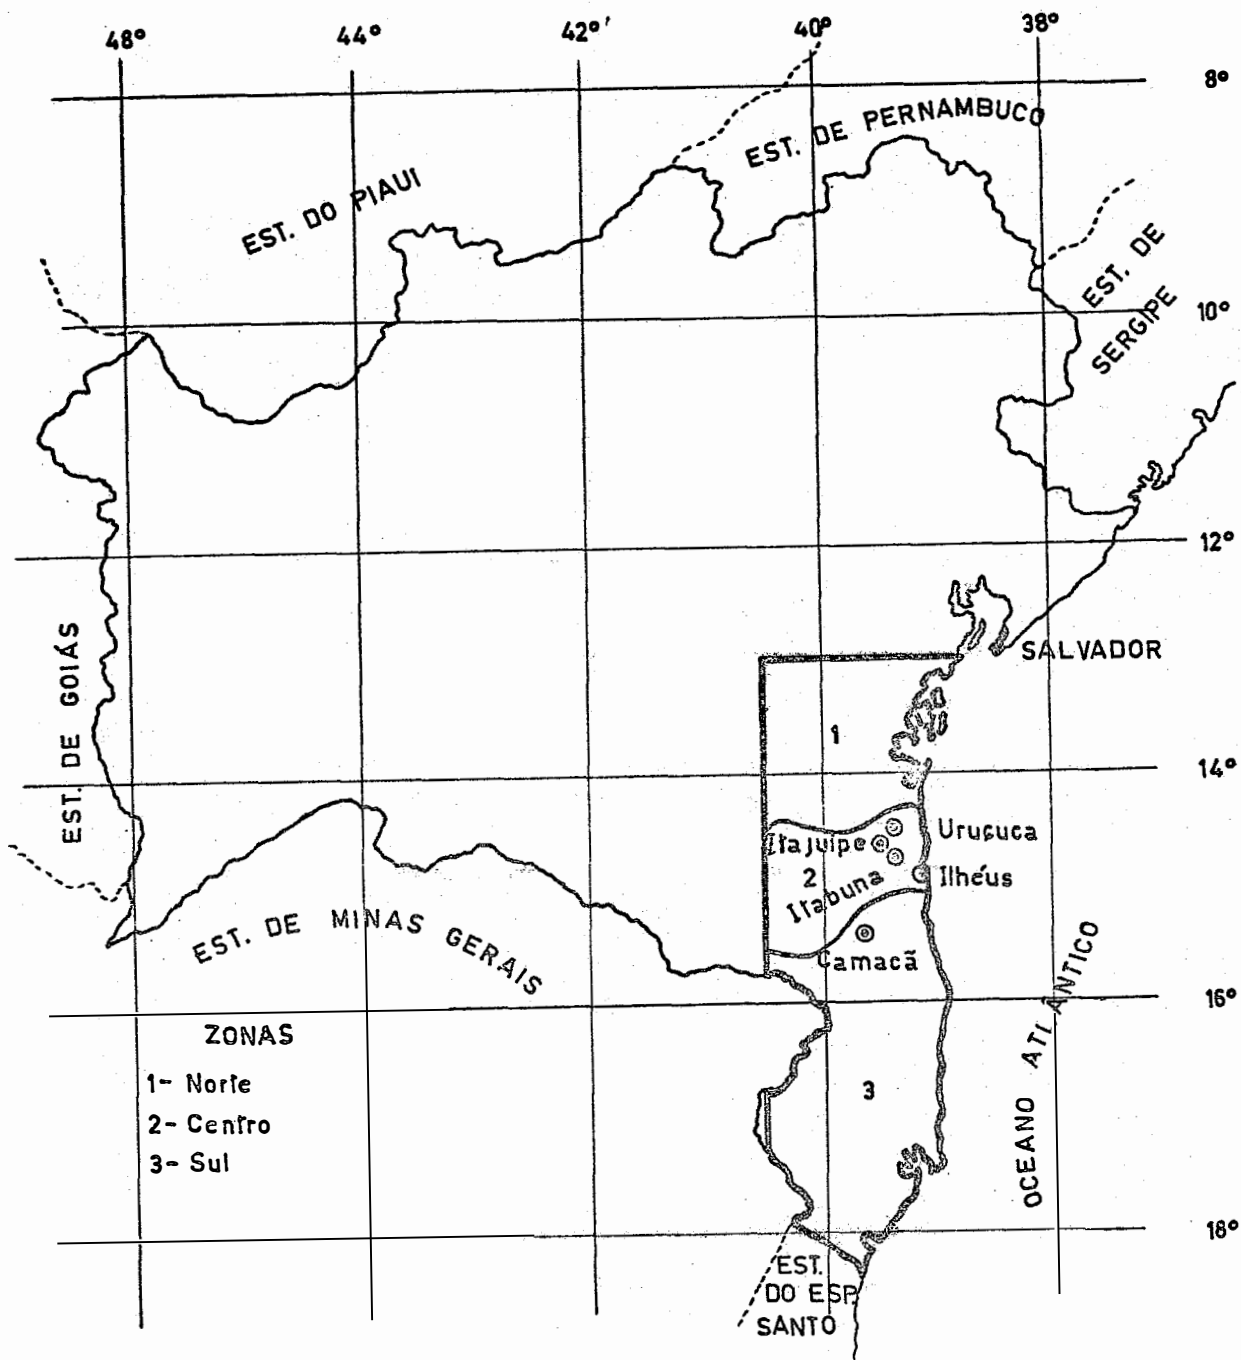 48° 44° 42°' 40° 38°
8°
EST. DE PERNAMBUCO
EST. DO PIAUI
EST. DE
SERGIPE
10°
12°
SALVADOR
EST. DE GOIÁS
1
14°
Uruçuca
Itajuipe
2
Ilhéus
Itabuna
Camacã
EST. DE MINAS GERAIS
OCEANO ATLÂNTICO
16°
ZONAS
1- Norte
2- Centro
3- Sul
3
18°
EST.
DO ESP.
SANTO